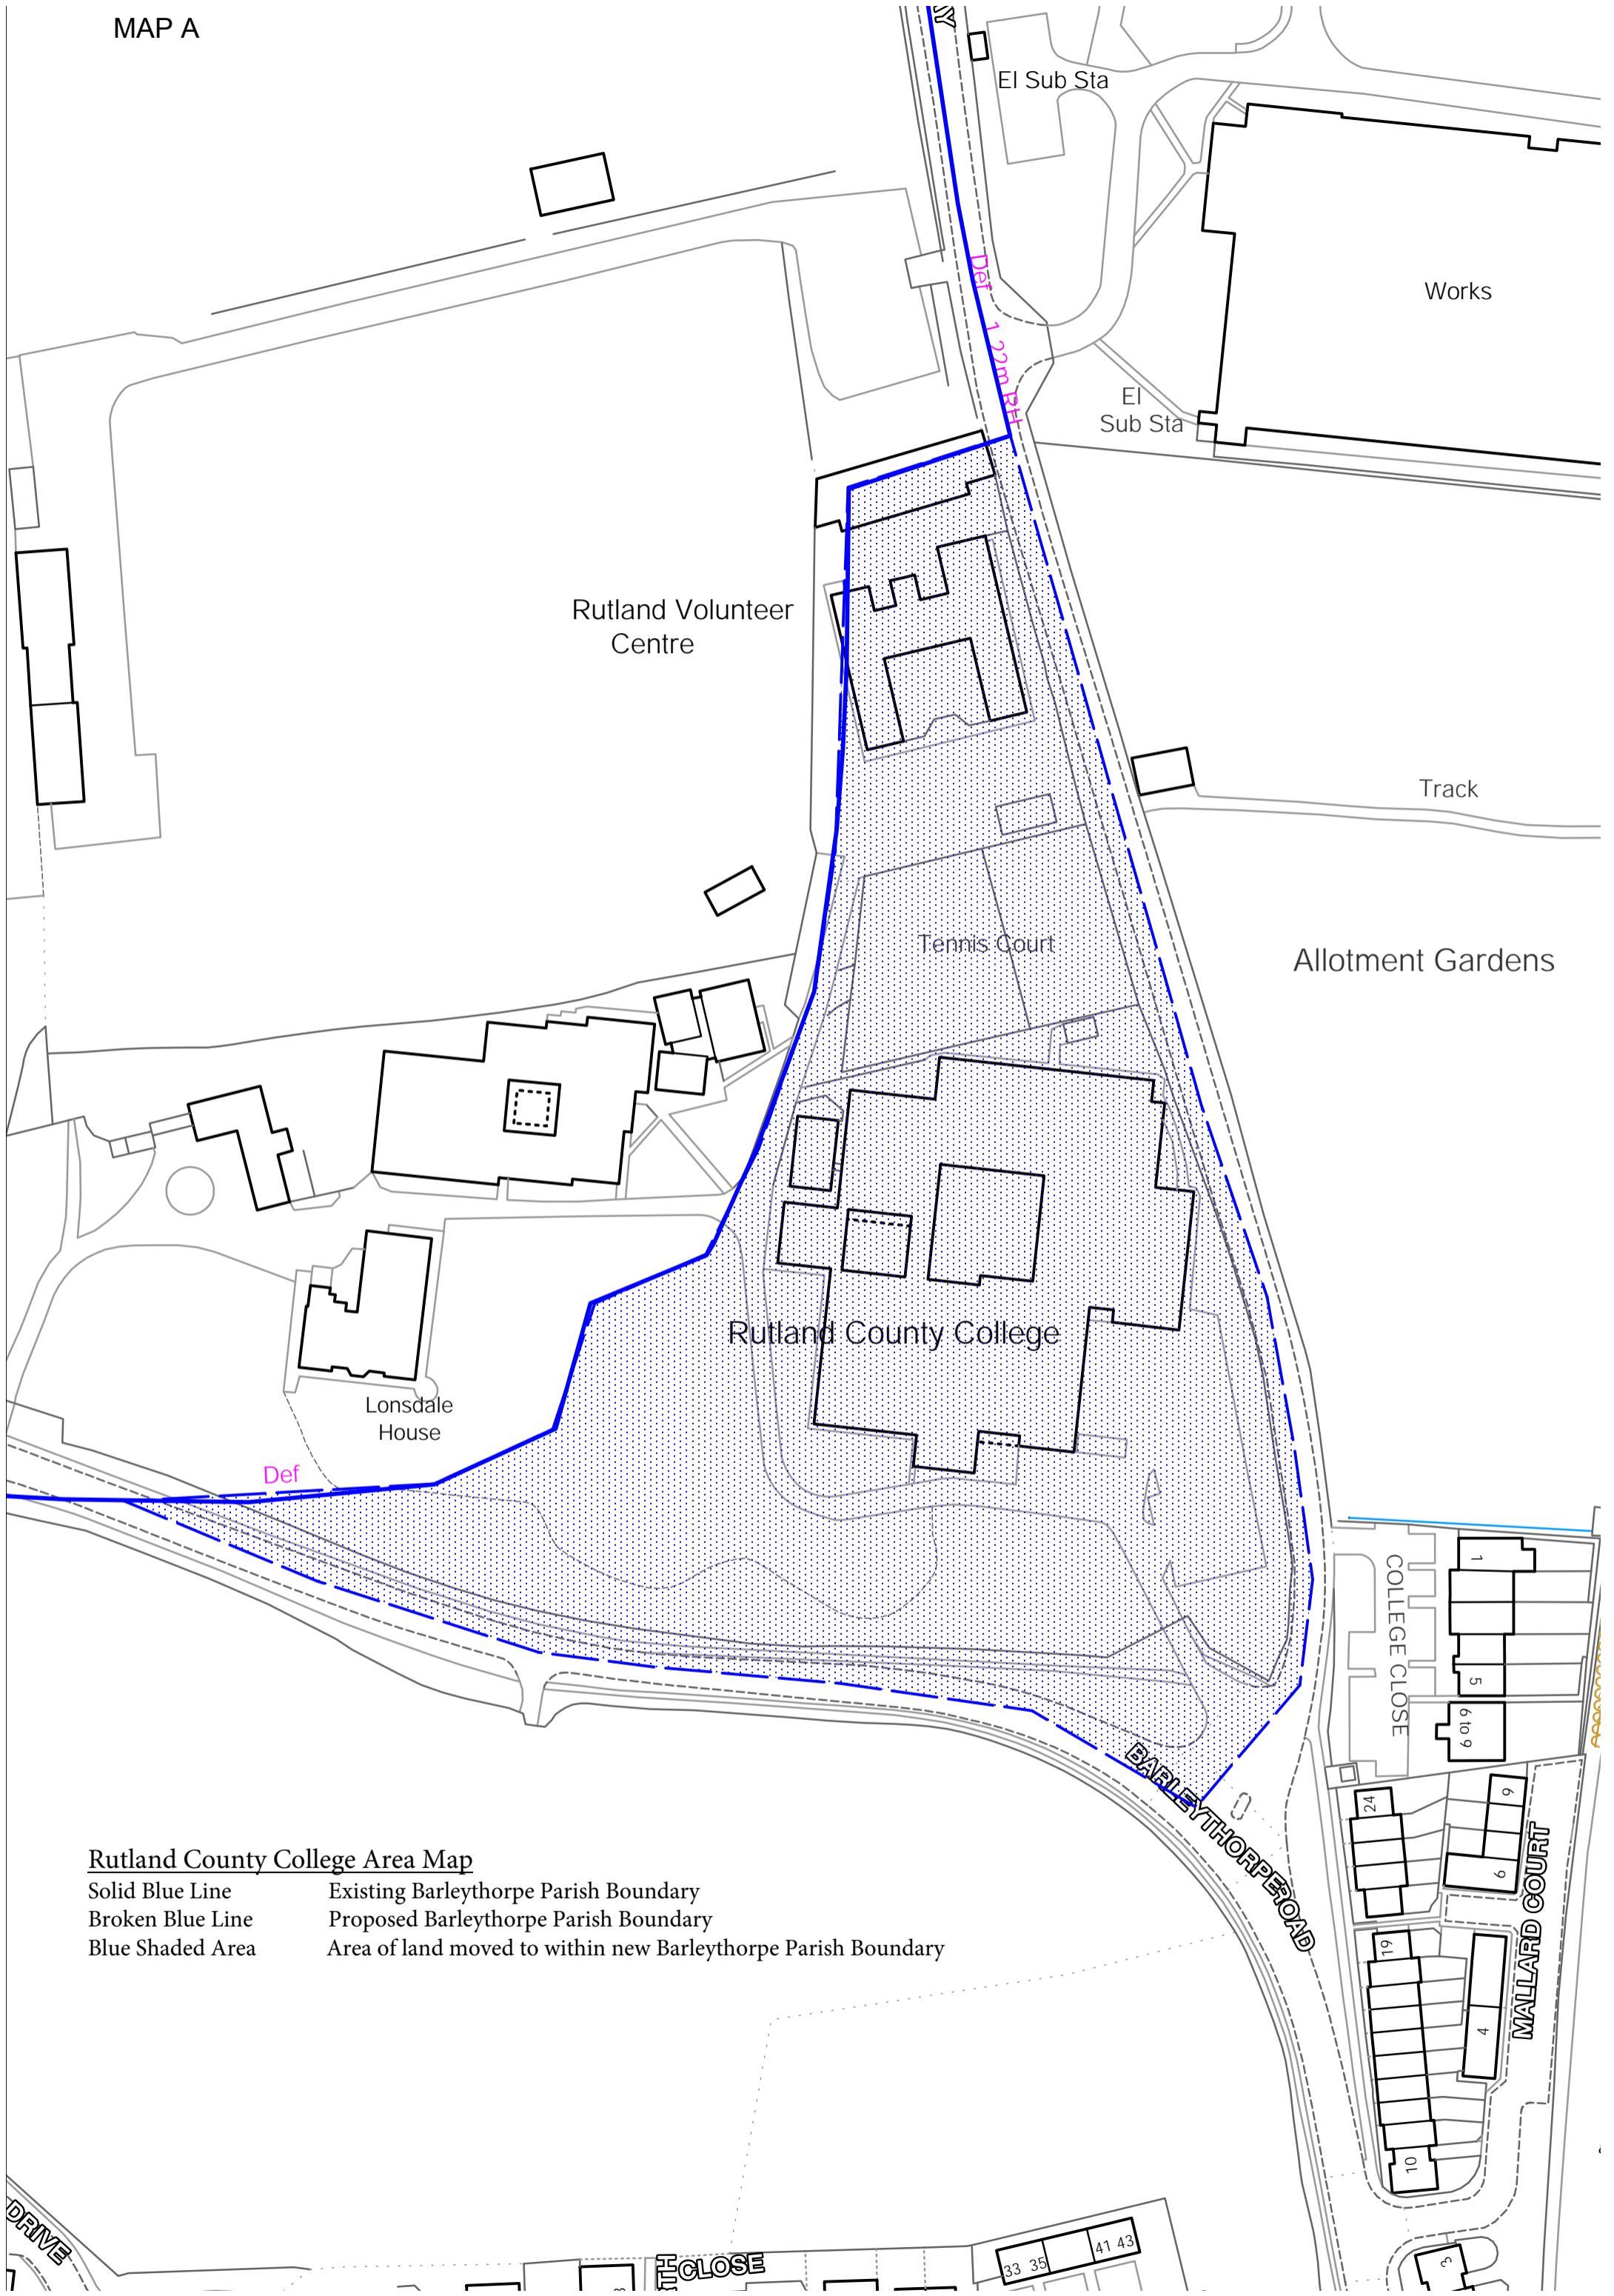 MAP A
El Sub Sta
Works
Def
1.22m RH
El
Sub Sta
Rutland Volunteer
Centre
Track
Tennis Court
Allotment Gardens
Rutland County College
Lonsdale
House
Def
COLLEGE CLOSE
1
5
6 to 9
BARLEYTHORPE ROAD
24
9
6
MALLARD COURT
19
4
10
3
Rutland County College Area Map
Solid Blue Line Existing Barleythorpe Parish Boundary
Broken Blue Line Proposed Barleythorpe Parish Boundary
Blue Shaded Area Area of land moved to within new Barleythorpe Parish Boundary
DRIVE
CLOSE
33 35
41 43